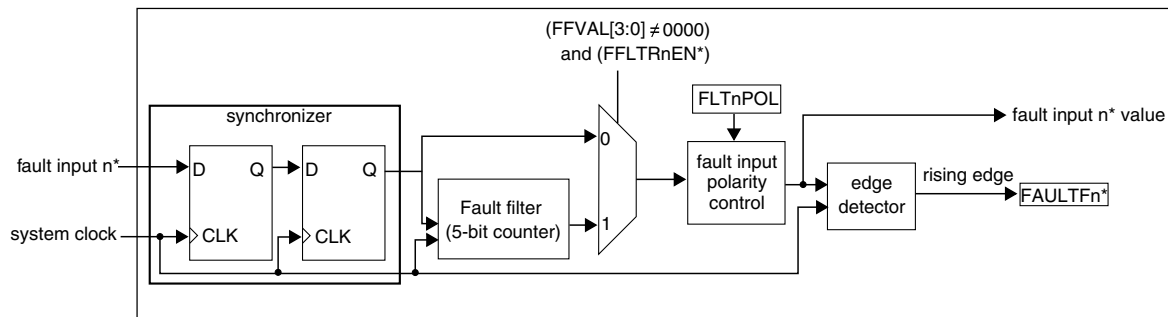 (FFVAL[3:0] ≠ 0000)
and (FFLTRnEN*)
synchronizer
FLTnPOL
fault input n* value
0
fault input n*
D Q
D Q
fault input
polarity
control
edge
detector
rising edge
FAULTFn*
Fault filter
(5-bit counter)
1
system clock
CLK
CLK